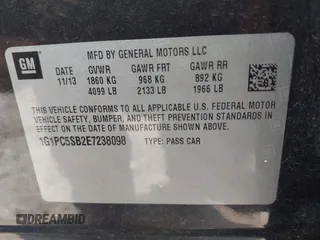 GM
MFD BY GENERAL MOTORS LLC
DATE GVWR GAWR FRT GAWR RR
11/13 1860 KG 968 KG 892 KG
4099 LB 2133 LB 1966 LB
THIS CONFORMS TO ALL APPLICABLE U.S. FEDERAL MOTOR
SAFETY, BUMPER, AND THEFT PREVENTION STANDARDS
IN EFFECT ON THE DATE OF MANUFACTURE SHOWN ABOVE.
1G1PC5SB2E7238098 TYPE: PASS CAR
DREAMBID